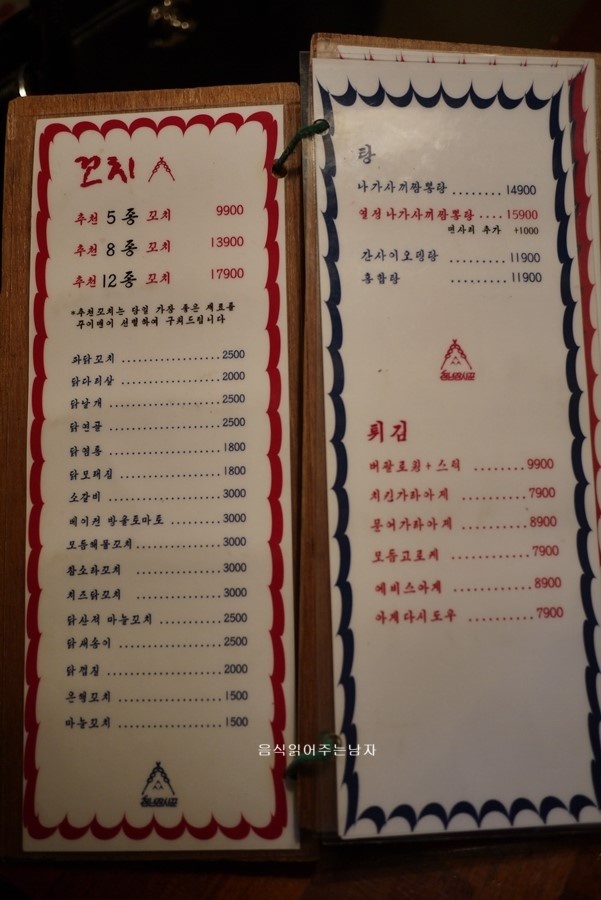 꼬치
추천 5종 꼬치 9900
추천 8종 꼬치 13900
추천 12종 꼬치 17900
*추천꼬치는 당일 가장 좋은 재료를
꾸이맨이 선별하여 구워드립니다
파닭꼬치 .................... 2500
닭다리살 .................... 2000
닭날개 .................... 2500
닭연골 .................... 2500
닭염통 .................... 1800
닭모래집 .................... 1800
소갈비 .................... 3000
베이컨 방울토마토 .......... 3000
모듬해물꼬치 ............... 3000
참소라꼬치 ................. 3000
치즈닭꼬치 ................. 3000
닭산적 마늘꼬치 ............ 2500
닭새송이 ................... 2500
닭껍질 ..................... 2000
은행꼬치 ................... 1500
마늘꼬치 ................... 1500
탕
나가사끼짬뽕탕 ........ 14900
열정나가사끼짬뽕탕 .... 15900
면사리 추가 +1000
간사이오뎅탕 ......... 11900
홍합탕 ......... 11900
튀김
버팔로윙+스틱 ........ 9900
치킨가라아게 .......... 7900
문어가라아게 .......... 8900
모듬고로케 ............ 7900
에비스아게 ............ 8900
아게다시도우 .......... 7900
음식읽어주는남자